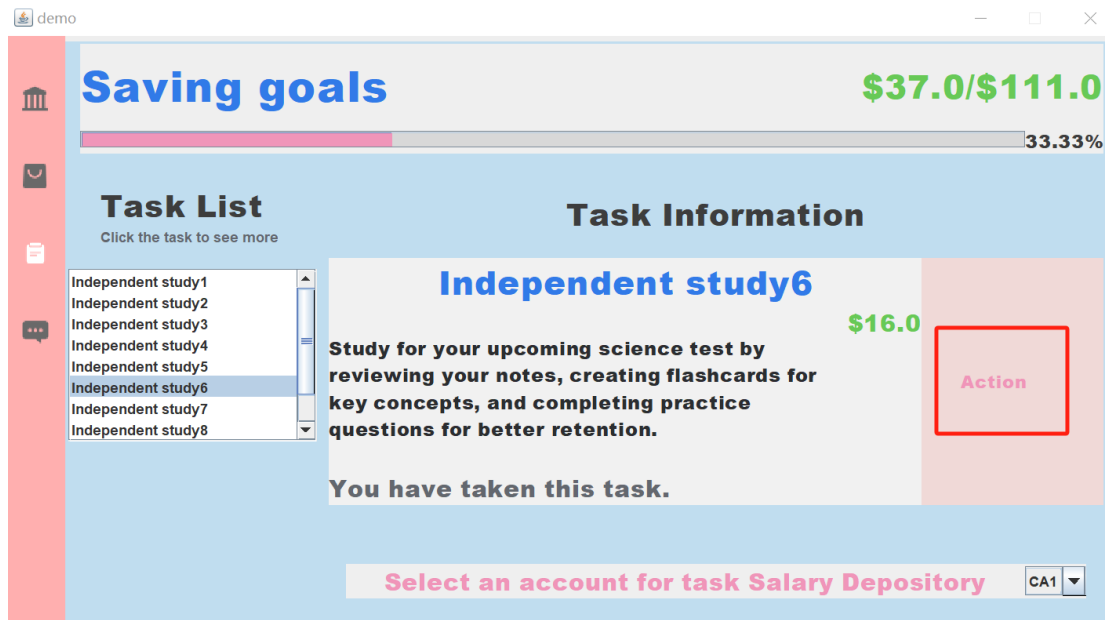 demo
Saving goals
$37.0/$111.0
33.33%
Task List
Click the task to see more
Independent study1
Independent study2
Independent study3
Independent study4
Independent study5
Independent study6
Independent study7
Independent study8
Task Information
Independent study6
$16.0
Study for your upcoming science test by
reviewing your notes, creating flashcards for
key concepts, and completing practice
questions for better retention.
You have taken this task.
Action
Select an account for task Salary Depository
CA1